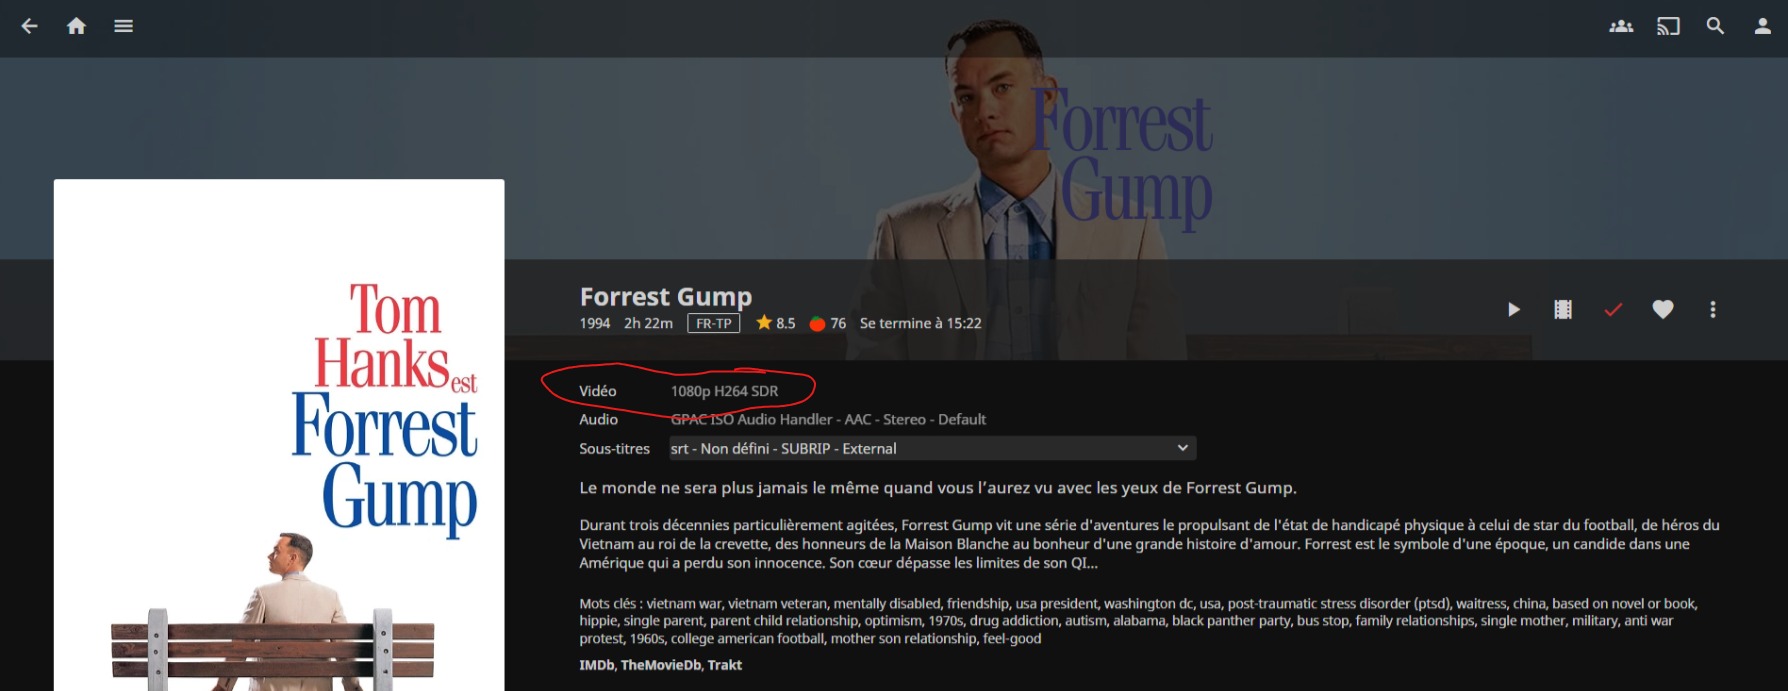 Forrest
Gump
Tom
Hanks est
Forrest
Gump
Forrest Gump
1994 2h 22m FR-TP 8.5 76 Se termine à 15:22
Vidéo 1080p H264 SDR
Audio GPAC ISO Audio Handler - AAC - Stereo - Default
Sous-titres srt - Non défini - SUBRIP - External
Le monde ne sera plus jamais le même quand vous l’aurez vu avec les yeux de Forrest Gump.
Durant trois décennies particulièrement agitées, Forrest Gump vit une série d'aventures le propulsant de l'état de handicapé physique à celui de star du football, de héros du
Vietnam au roi de la crevette, des honneurs de la Maison Blanche au bonheur d'une grande histoire d'amour. Forrest est le symbole d'une époque, un candide dans une
Amérique qui a perdu son innocence. Son cœur dépasse les limites de son QI...
Mots clés : vietnam war, vietnam veteran, mentally disabled, friendship, usa president, washington dc, usa, post-traumatic stress disorder (ptsd), waitress, china, based on novel or book,
hippie, single parent, parent child relationship, optimism, 1970s, drug addiction, autism, alabama, black panther party, bus stop, family relationships, single mother, military, anti war
protest, 1960s, college american football, mother son relationship, feel-good
IMDb, TheMovieDb, Trakt